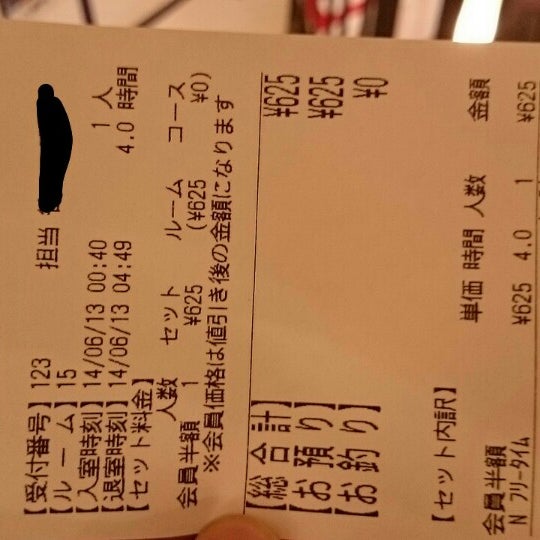 【受付番号】123 担当
【ルーム】15 1人
【入室時刻】14/06/13 00:40 4.0 時間
【退室時刻】14/06/13 04:49
【セット料金】
人数 セット ルーム コース
会員半額 1 ¥625 (¥625 ¥0)
※会員価格は値引き後の金額になります
【総合計】 ¥625
【お預り】 ¥625
【お釣り】 ¥0
【セット内訳】
単価 時間 人数 金額
会員半額
N フリータイム ¥625 4.0 1 ¥625